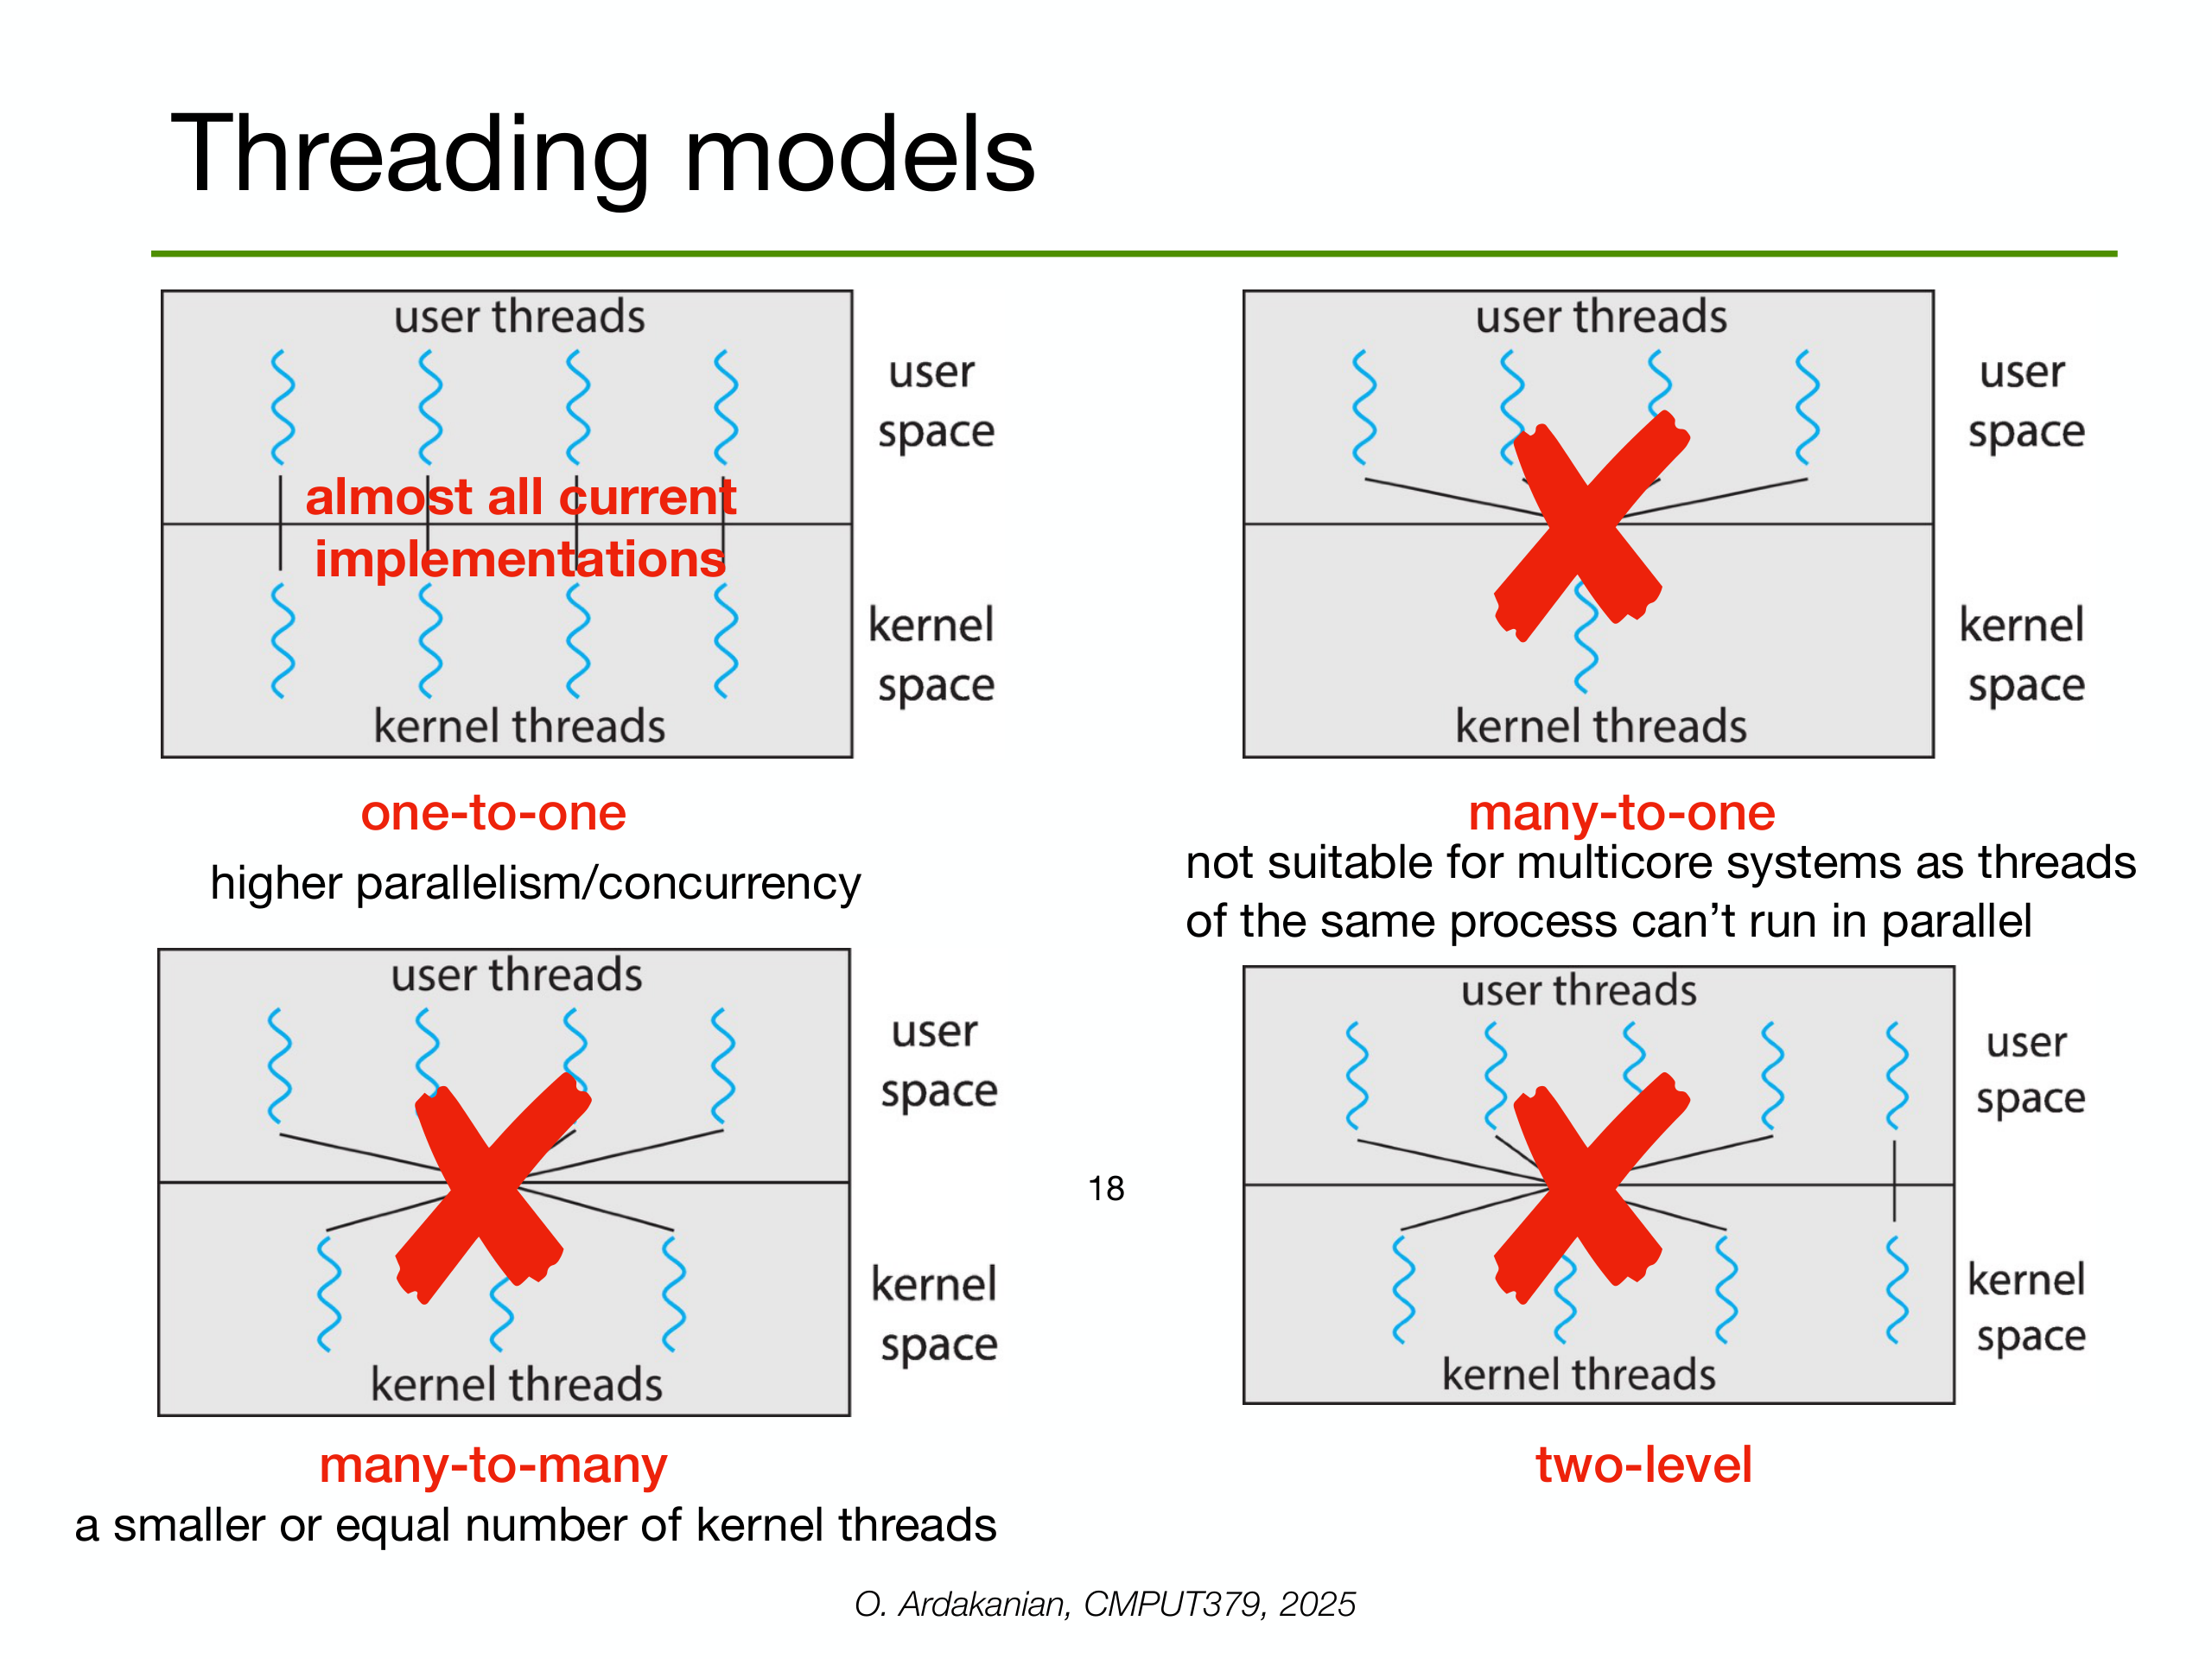 Threading models
user threads
user
space
almost all current
implementations
kernel
space
kernel threads
one-to-one
higher parallelism/concurrency
user threads
user
space
kernel
space
kernel threads
many-to-one
not suitable for multicore systems as threads
of the same process can't run in parallel
user threads
user
space
kernel
space
kernel threads
many-to-many
a smaller or equal number of kernel threads
18
user threads
user
space
kernel
space
kernel threads
two-level
O. Ardakanian, CMPUT379, 2025